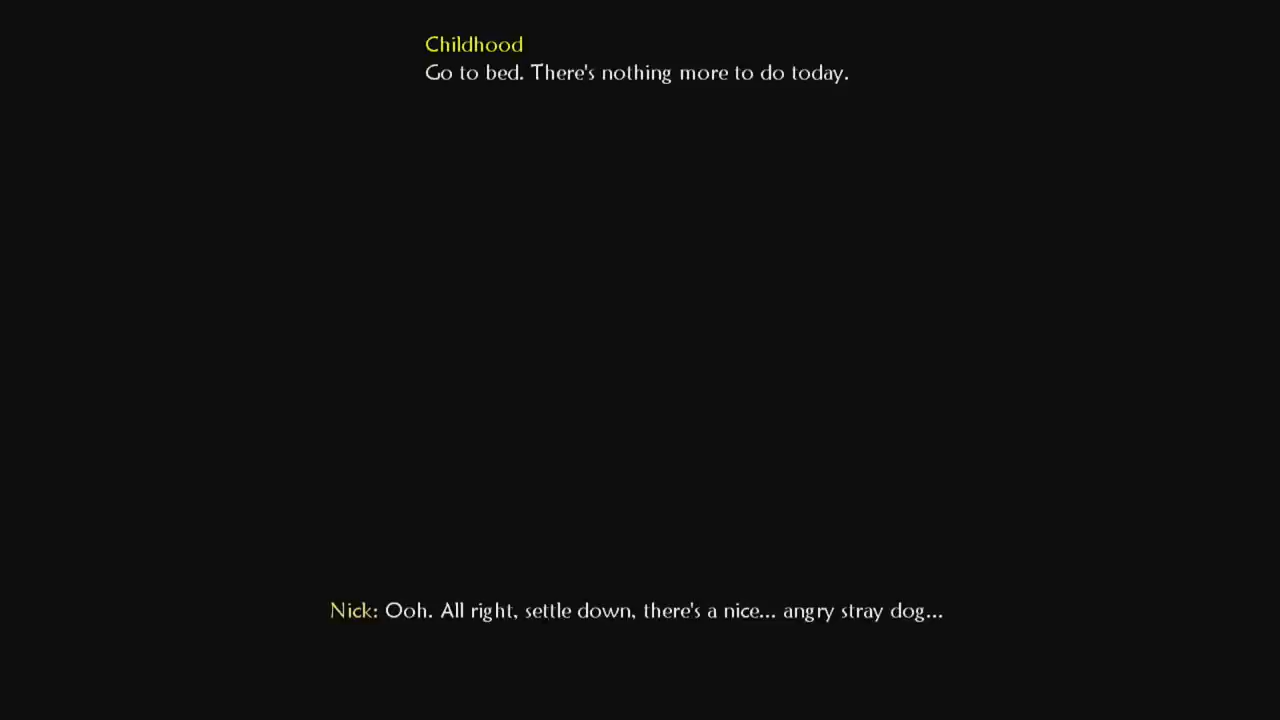 Childhood
Go to bed. There's nothing more to do today.
Nick: Ooh. All right, settle down, there's a nice... angry stray dog...